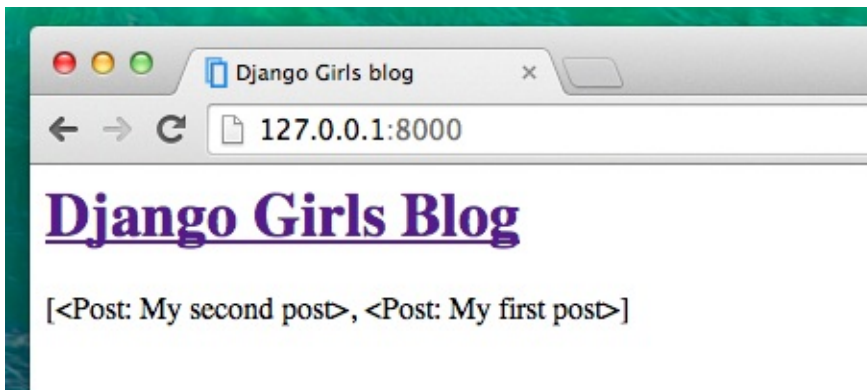 Django Girls blog
127.0.0.1:8000
Django Girls Blog
[<Post: My second post>, <Post: My first post>]